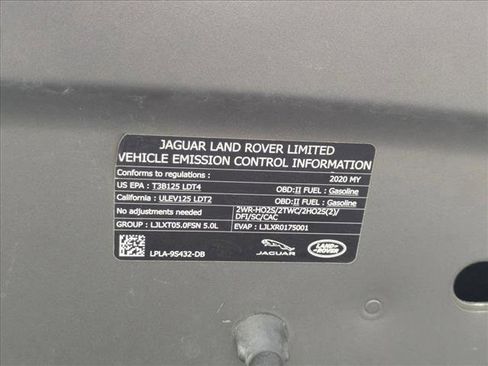 JAGUAR LAND ROVER LIMITED
VEHICLE EMISSION CONTROL INFORMATION
Conforms to regulations : 2020 MY
US EPA : T3B125 LDT4 OBD:II FUEL : Gasoline
California : ULEV125 LDT2 OBD:II FUEL : Gasoline
No adjustments needed 2WR-HO2S/2TWC/2HO2S(2)/
DFI/SC/CAC
GROUP : LJLXT05.0FSN 5.0L EVAP : LJLXR0175001
LPLA-9S432-DB JAGUAR LAND ROVER